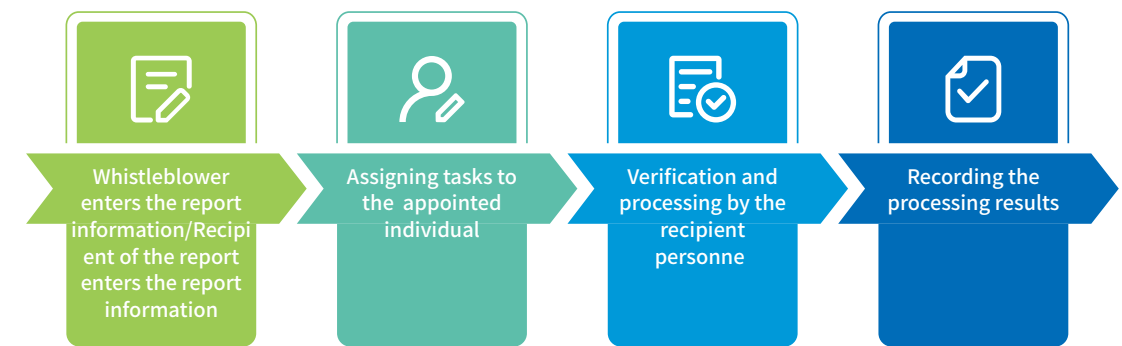 Whistleblower
enters the report
information/Recipi
ent of the report
enters the report
information
Assigning tasks to
the appointed
individual
Verification and
processing by the
recipient
personne
Recording the
processing results